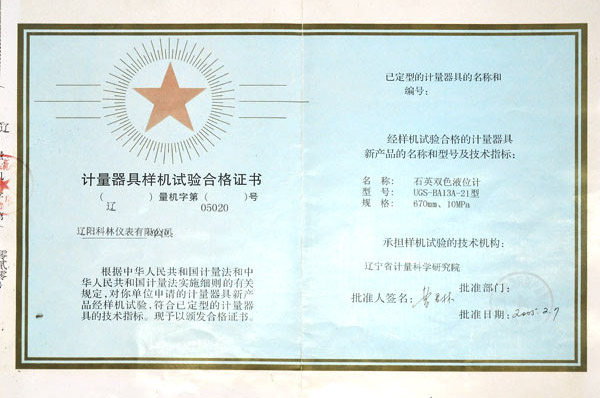 计量器具样机试验合格证书
（辽）量机字第（05020）号
辽阳科林仪表有限公司
根据中华人民共和国计量法和中
华人民共和国计量法实施细则的有关
规定，对你单位申请的计量器具新产
品经样机试验，符合已定型的计量器
具的技术指标。现予以颁发合格证书。
已定型的计量器具的名称和
编号：
经样机试验合格的计量器具
新产品的名称和型号及技术指标：
名 称： 石英双色液位计
型 号： UGS-BA13A-21型
规 格： 670mm、10MPa
承担样机试验的技术机构：
辽宁省计量科学研究院
批准部门：
批准人签名：
批准日期：2005.2.7
辽